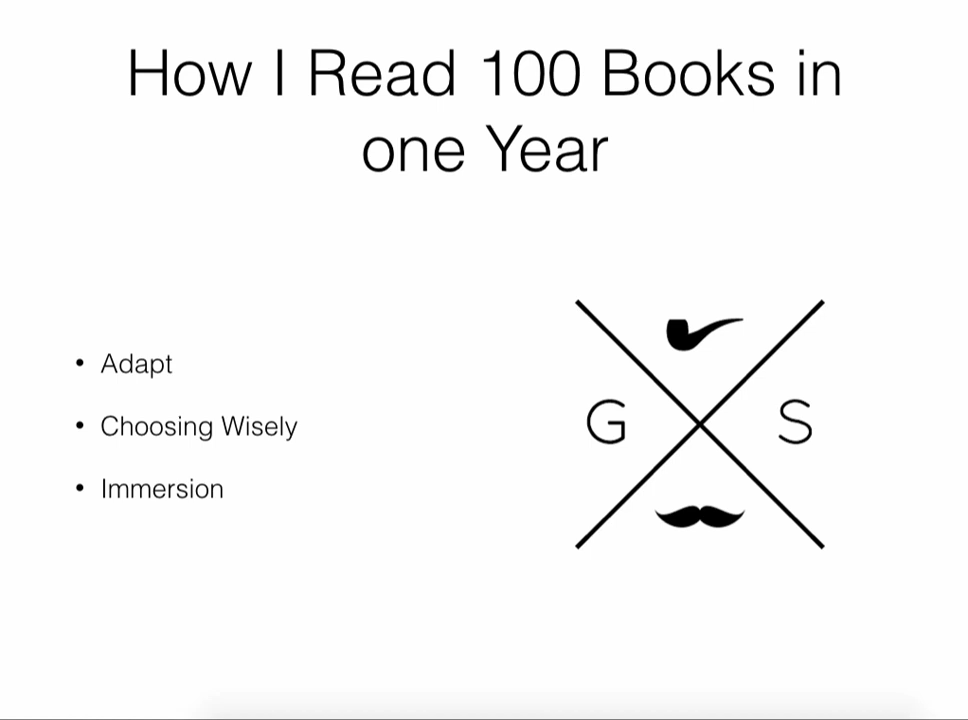 How I Read 100 Books in
one Year
• Adapt
• Choosing Wisely
• Immersion
G S